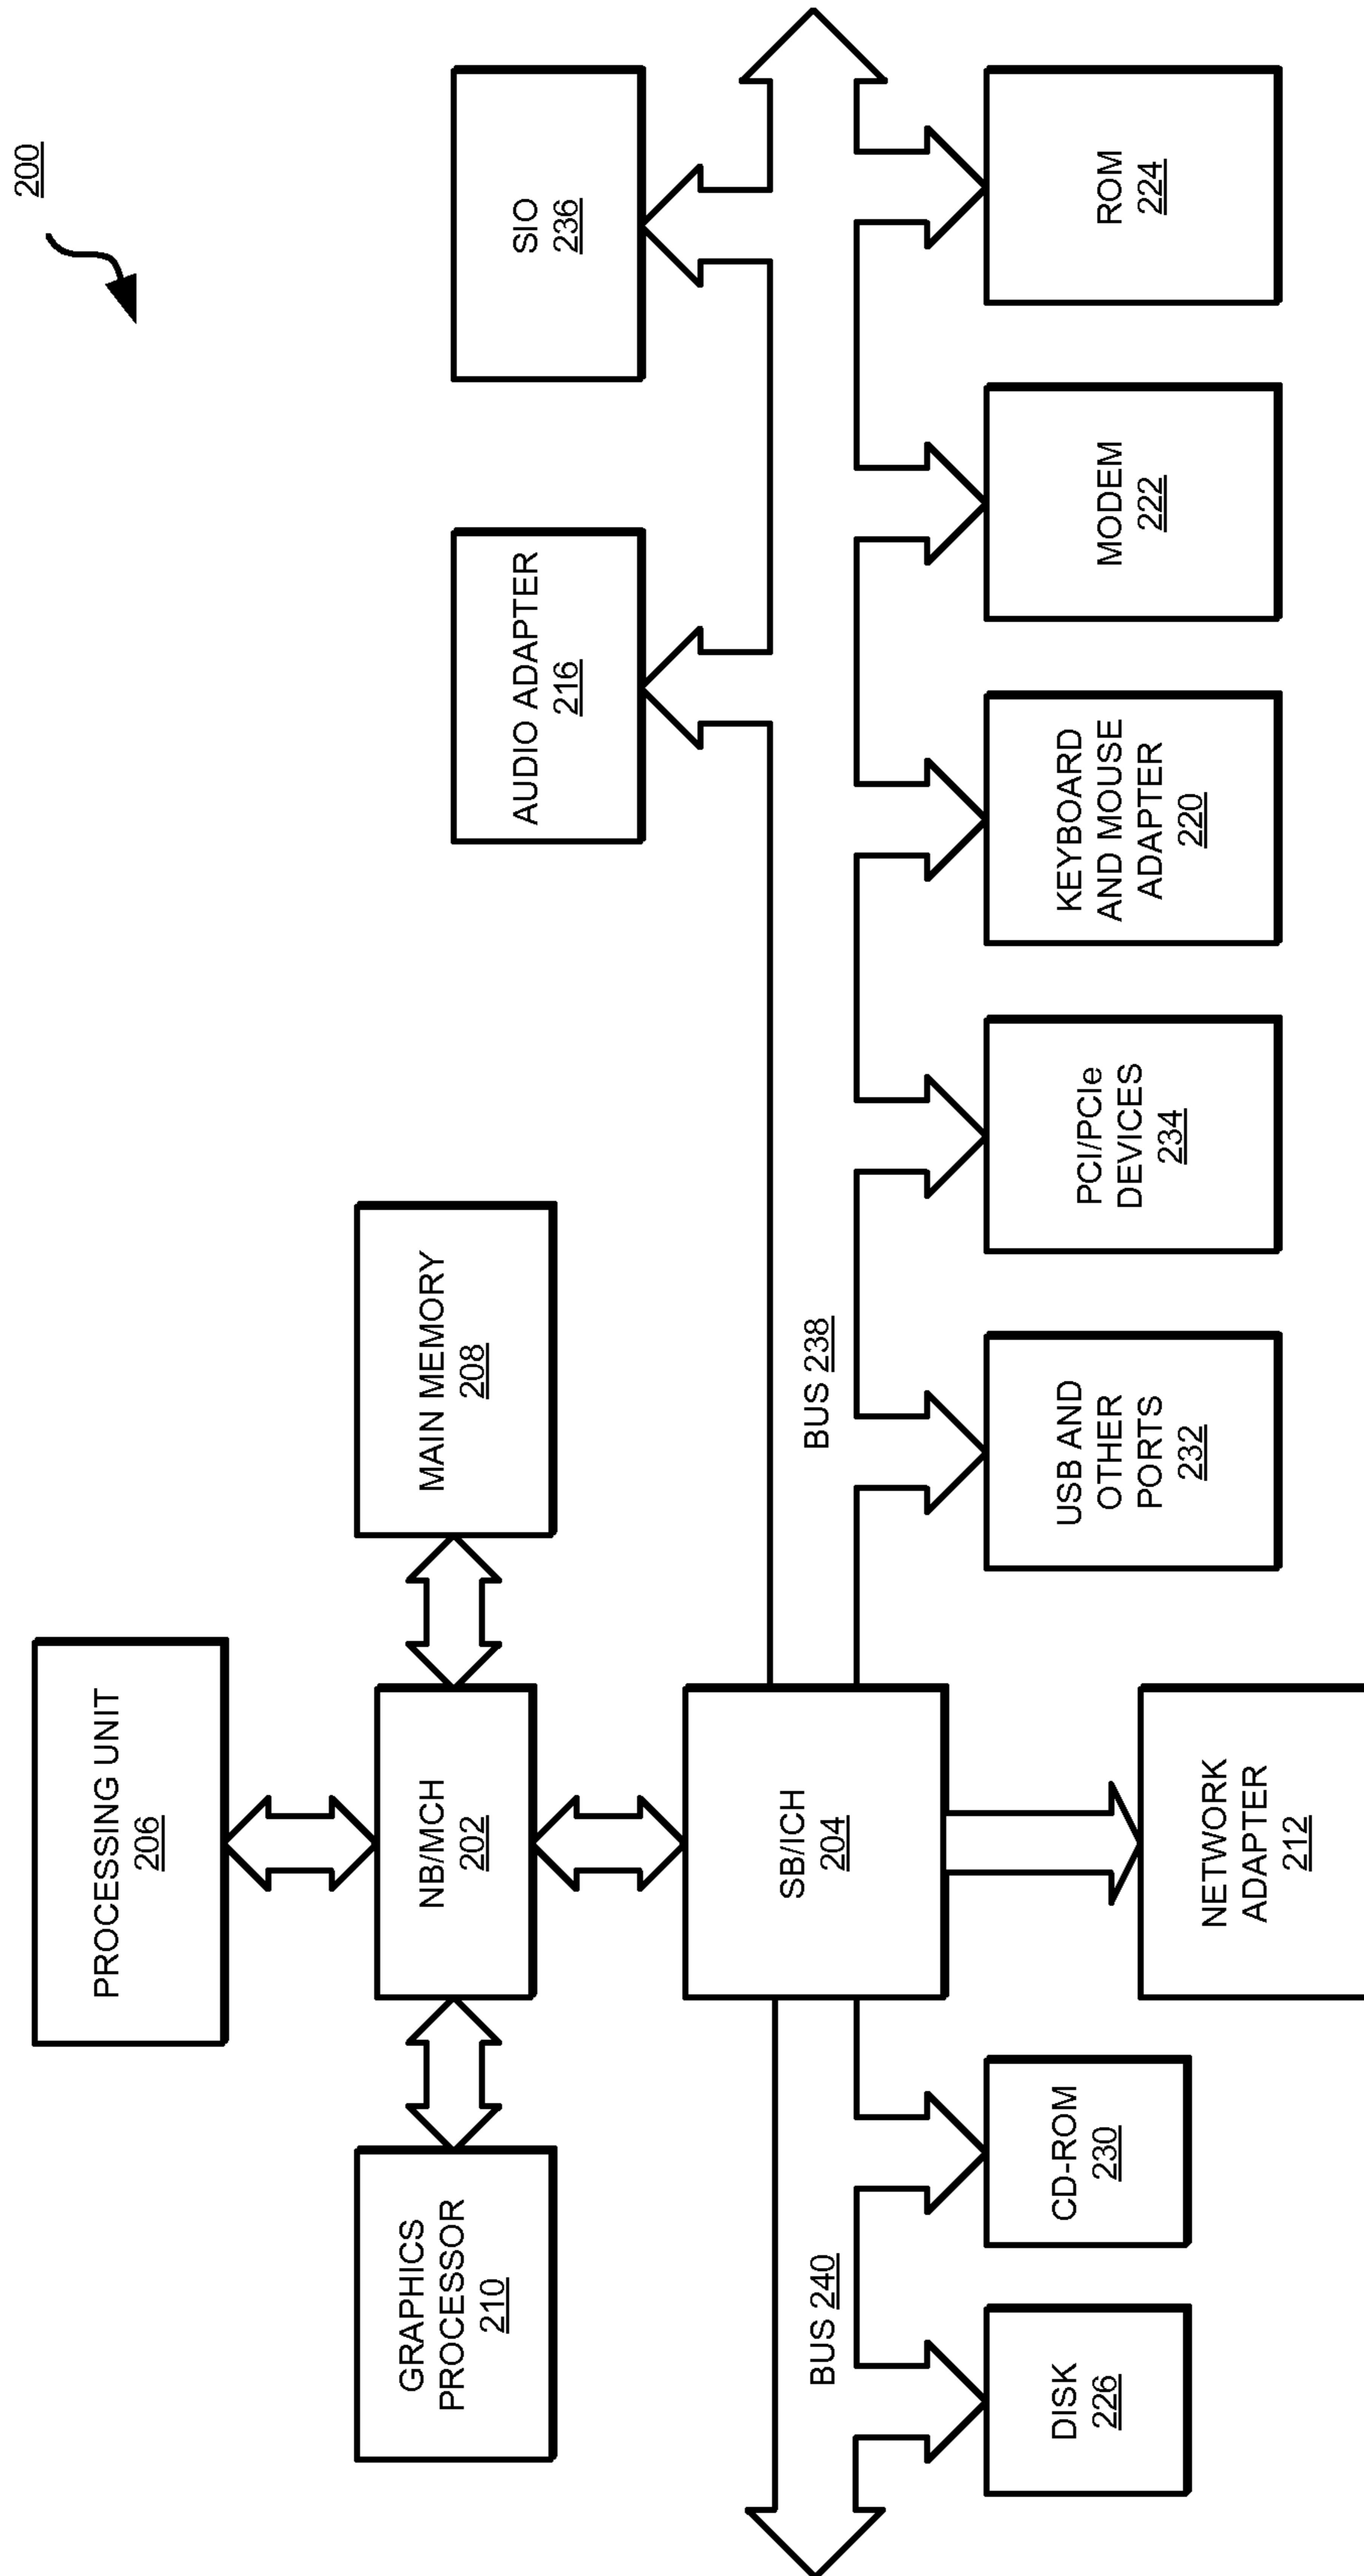 200
PROCESSING UNIT
206
GRAPHICS
PROCESSOR
210
NB/MCH
202
MAIN MEMORY
208
AUDIO ADAPTER
216
SIO
236
SB/ICH
204
BUS 240
BUS 238
DISK
226
CD-ROM
230
USB AND
OTHER
PORTS
232
PCI/PCIe
DEVICES
234
KEYBOARD
AND MOUSE
ADAPTER
220
MODEM
222
ROM
224
NETWORK
ADAPTER
212